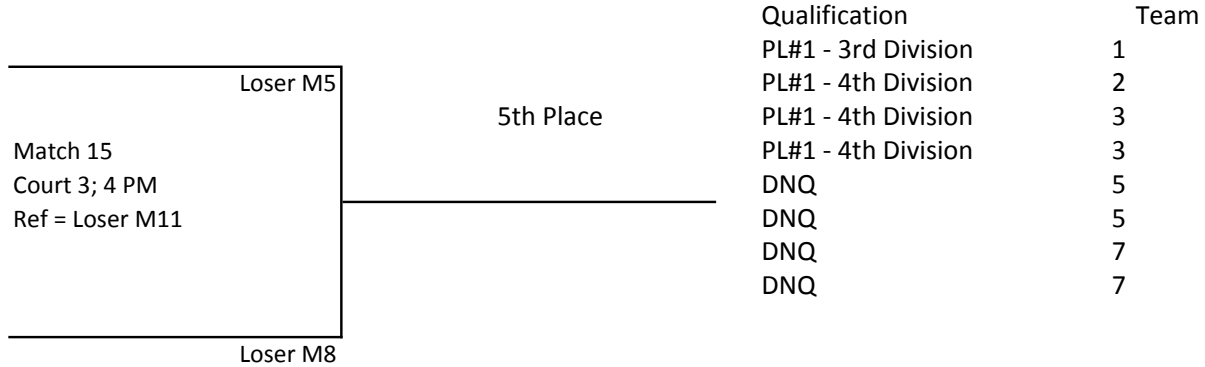 Qualification Team
PL#1 - 3rd Division 1
Loser M5 PL#1 - 4th Division 2
5th Place PL#1 - 4th Division 3
Match 15 PL#1 - 4th Division 3
Court 3; 4 PM DNQ 5
Ref = Loser M11 DNQ 5
DNQ 7
DNQ 7
Loser M8